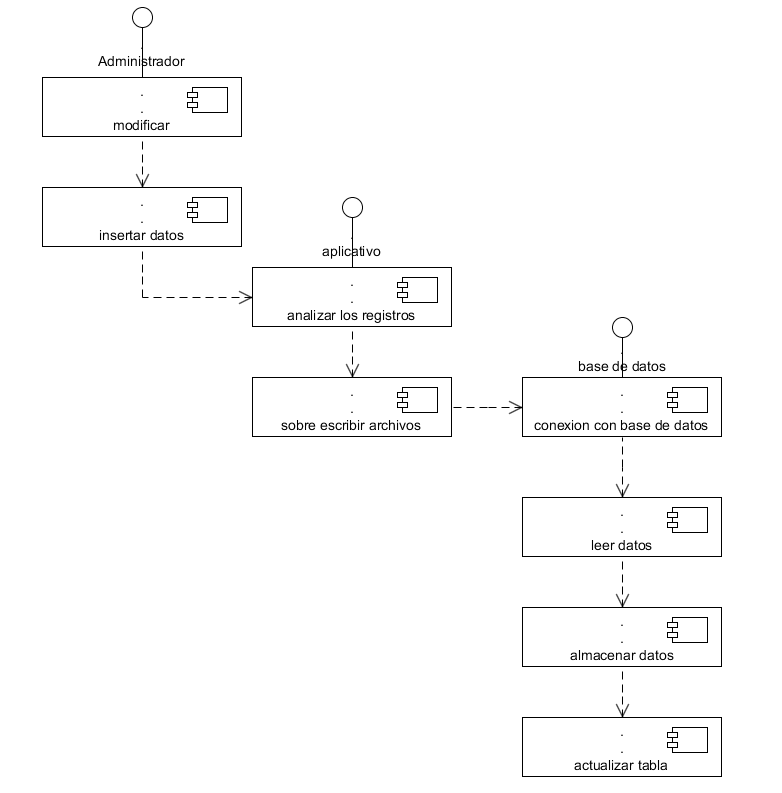 Administrador
modificar
insertar datos
aplicativo
analizar los registros
base de datos
sobre escribir archivos
conexion con base de datos
leer datos
almacenar datos
actualizar tabla